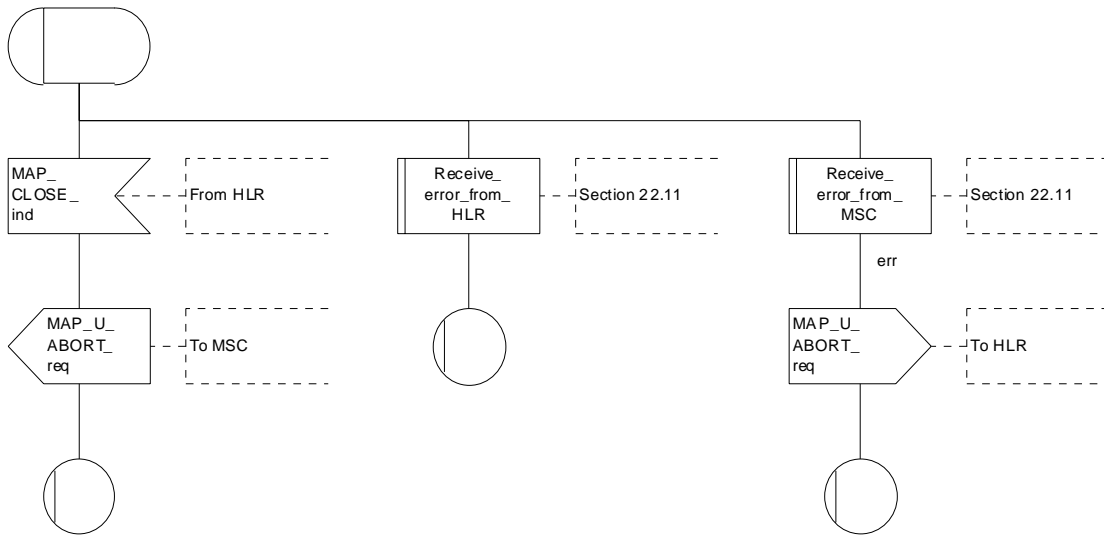 MAP_
CLOSE_
ind
From HLR
Receive_
error_from_
HLR
Section 22.11
Receive_
error_from_
MSC
Section 22.11
err
MAP_U_
ABORT_
req
To MSC
MAP_U_
ABORT_
req
To HLR